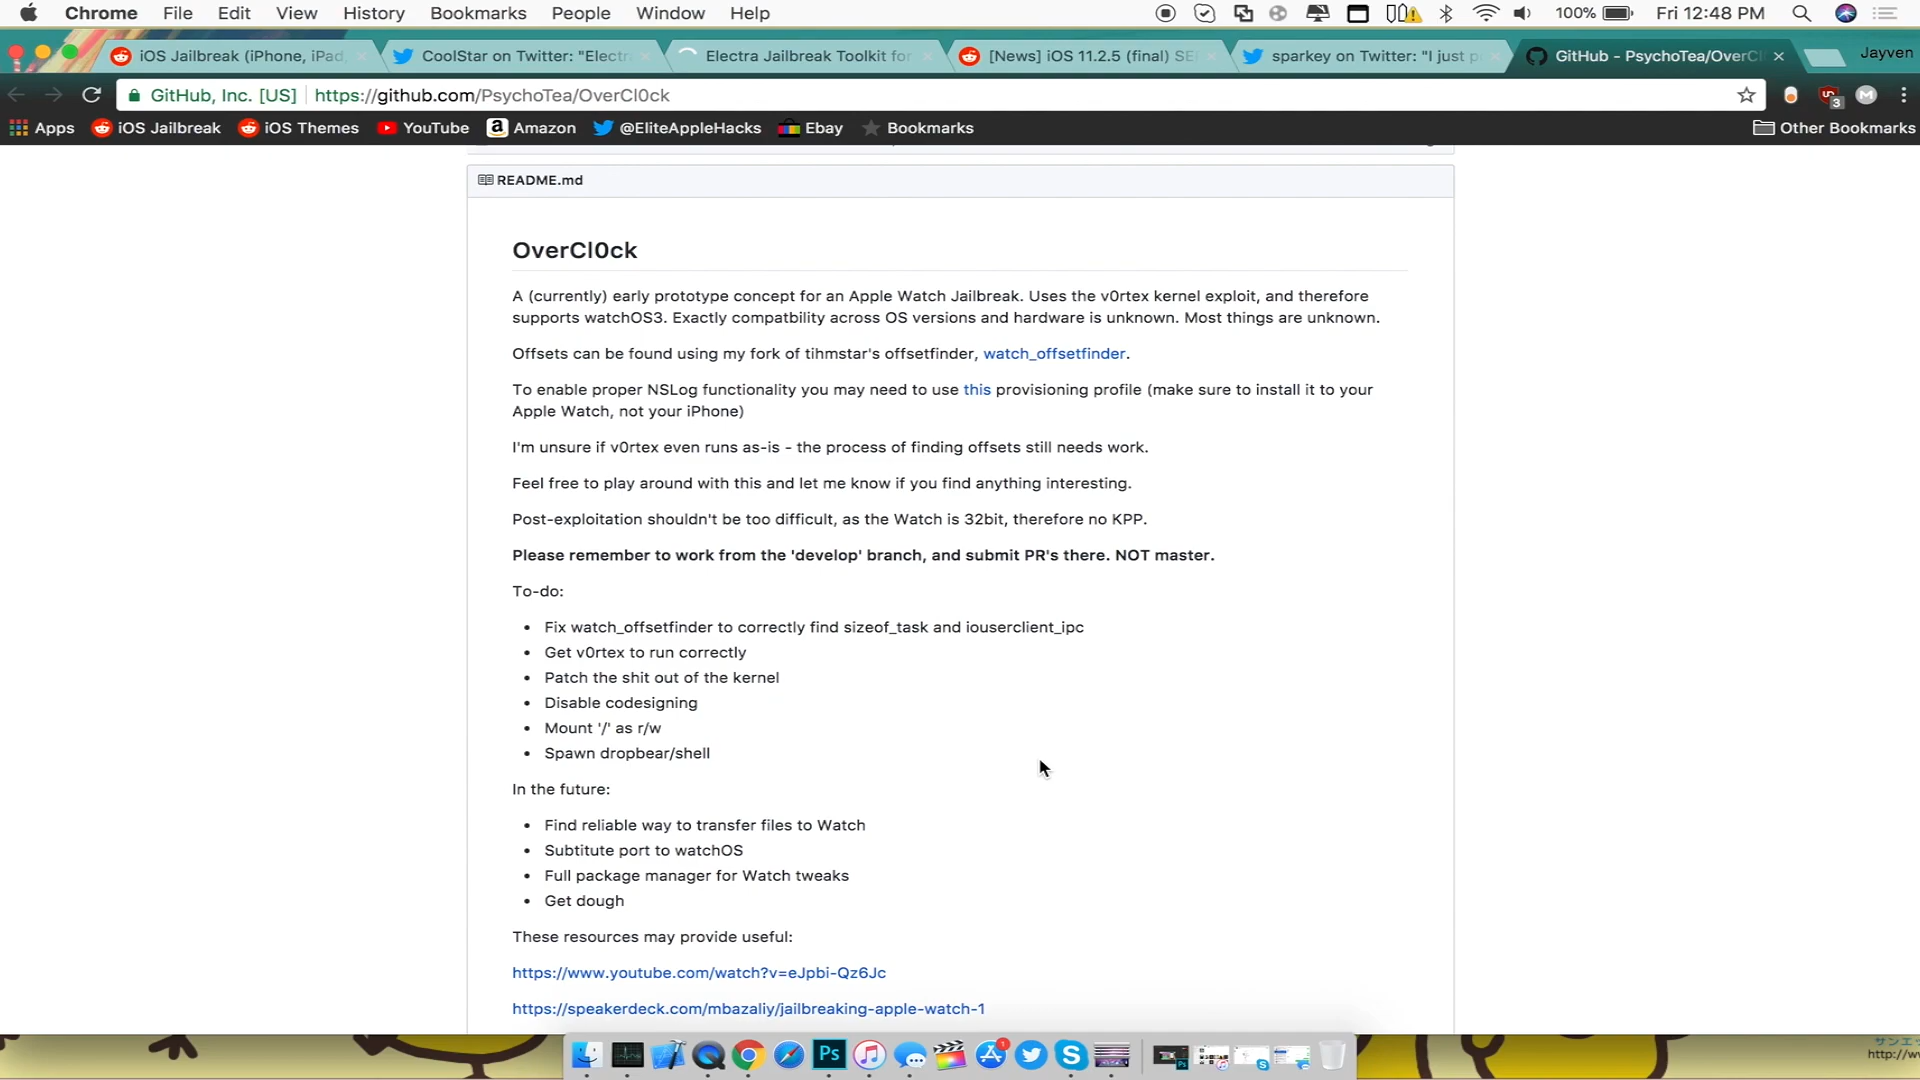 Chrome File Edit View History Bookmarks People Window Help 100% Fri 12:48 PM
iOS Jailbreak (iPhone, iPad, CoolStar on Twitter: "Electra Electra Jailbreak Toolkit for [News] iOS 11.2.5 (final) SE sparkey on Twitter: "I just p GitHub - PsychoTea/OverCl Jayven
GitHub, Inc. [US] https://github.com/PsychoTea/OverCl0ck 3
Apps iOS Jailbreak iOS Themes YouTube Amazon @EliteAppleHacks Ebay Bookmarks Other Bookmarks
README.md
OverCl0ck
A (currently) early prototype concept for an Apple Watch Jailbreak. Uses the v0rtex kernel exploit, and therefore
supports watchOS3. Exactly compatbility across OS versions and hardware is unknown. Most things are unknown.
Offsets can be found using my fork of tihmstar's offsetfinder, watch_offsetfinder.
To enable proper NSLog functionality you may need to use this provisioning profile (make sure to install it to your
Apple Watch, not your iPhone)
I'm unsure if v0rtex even runs as-is - the process of finding offsets still needs work.
Feel free to play around with this and let me know if you find anything interesting.
Post-exploitation shouldn't be too difficult, as the Watch is 32bit, therefore no KPP.
Please remember to work from the 'develop' branch, and submit PR's there. NOT master.
To-do:
• Fix watch_offsetfinder to correctly find sizeof_task and iouserclient_ipc
• Get v0rtex to run correctly
• Patch the shit out of the kernel
• Disable codesigning
• Mount '/' as r/w
• Spawn dropbear/shell
In the future:
• Find reliable way to transfer files to Watch
• Subtitute port to watchOS
• Full package manager for Watch tweaks
• Get dough
These resources may provide useful:
https://www.youtube.com/watch?v=eJpbi-Qz6Jc
https://speakerdeck.com/mbazaliy/jailbreaking-apple-watch-1
Ps 1
http://w